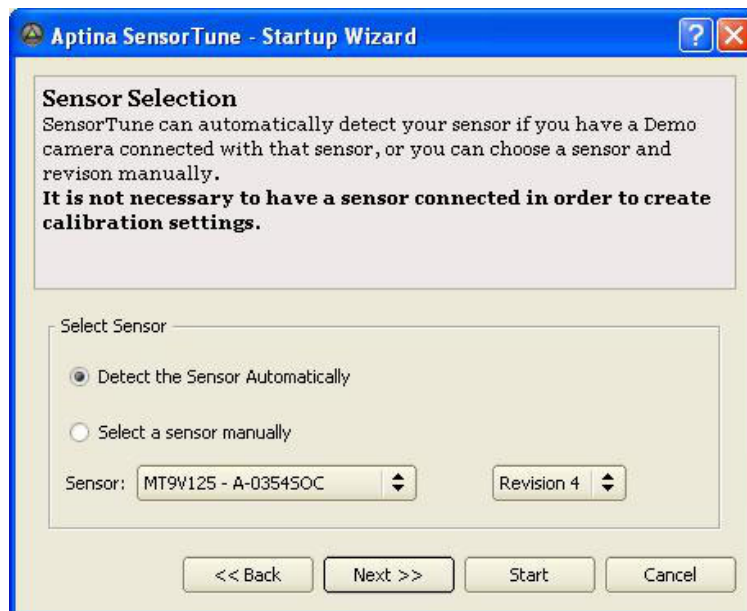 Aptina SensorTune - Startup Wizard
Sensor Selection
SensorTune can automatically detect your sensor if you have a Demo
camera connected with that sensor, or you can choose a sensor and
revison manually.
It is not necessary to have a sensor connected in order to create
calibration settings.
Select Sensor
Detect the Sensor Automatically
Select a sensor manually
Sensor: MT9V125 - A-0354SOC Revision 4
<< Back Next >> Start Cancel